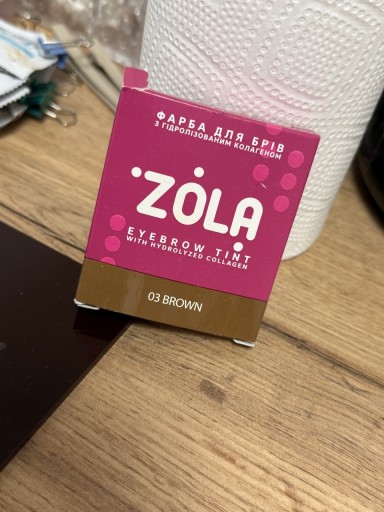 ФАРБА ДЛЯ БРІВ
З ГІДРОЛІЗОВАНИМ КОЛАГЕНОМ
ZOLA
EYEBROW TINT
WITH HYDROLYZED COLLAGEN
03 BROWN